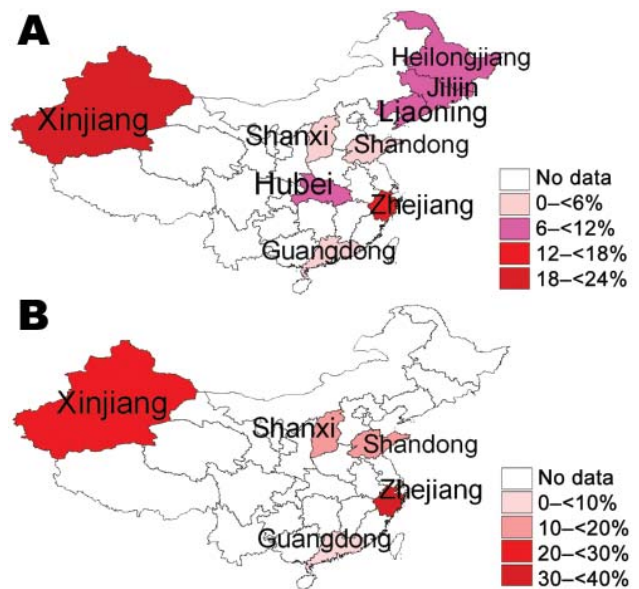 A
Heilongjiang
Jiliin
Liaoning
Xinjiang
Shanxi
Shandong
Hubei
Zhejiang
Guangdong
No data
0–<6%
6–<12%
12–<18%
18–<24%
B
Xinjiang
Shanxi
Shandong
Zhejiang
Guangdong
No data
0–<10%
10–<20%
20–<30%
30–<40%